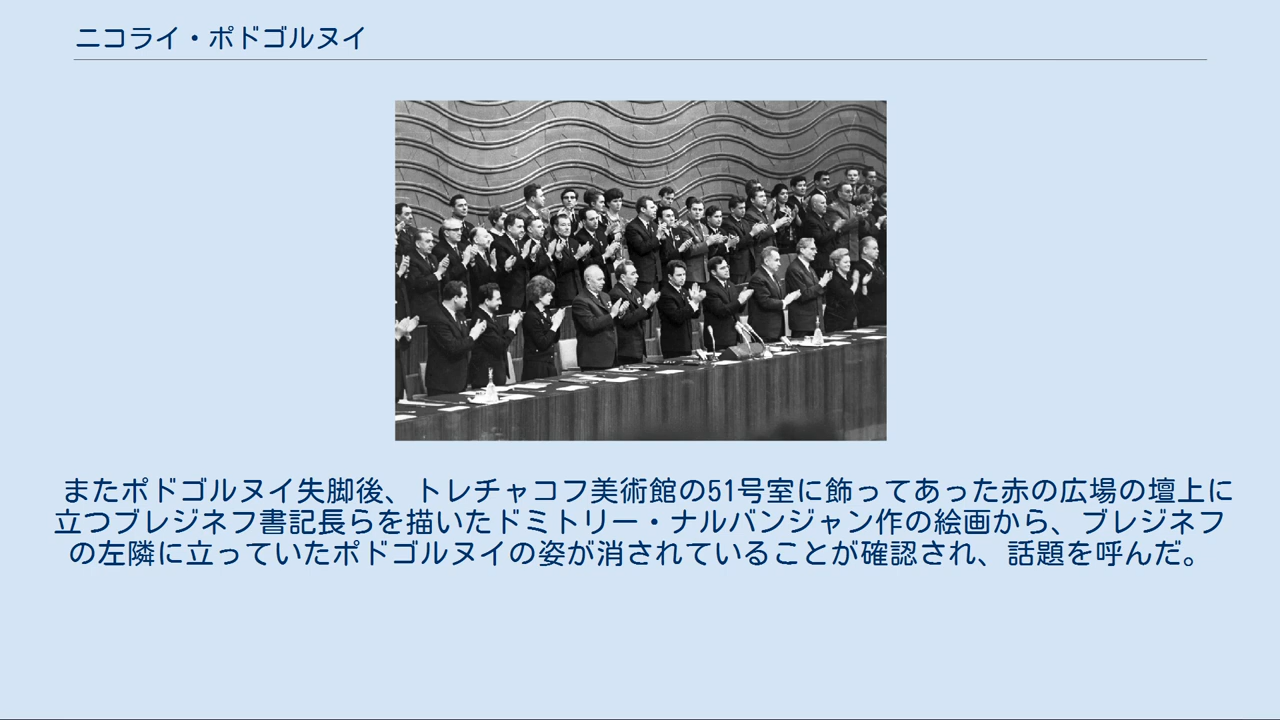 ニコライ・ポドゴルヌイ
またポドゴルヌイ失脚後、トレチャコフ美術館の51号室に飾ってあった赤の広場の壇上に
立つブレジネフ書記長らを描いたドミトリー・ナルバンジャン作の絵画から、ブレジネフ
の左隣に立っていたポドゴルヌイの姿が消されていることが確認され、話題を呼んだ。